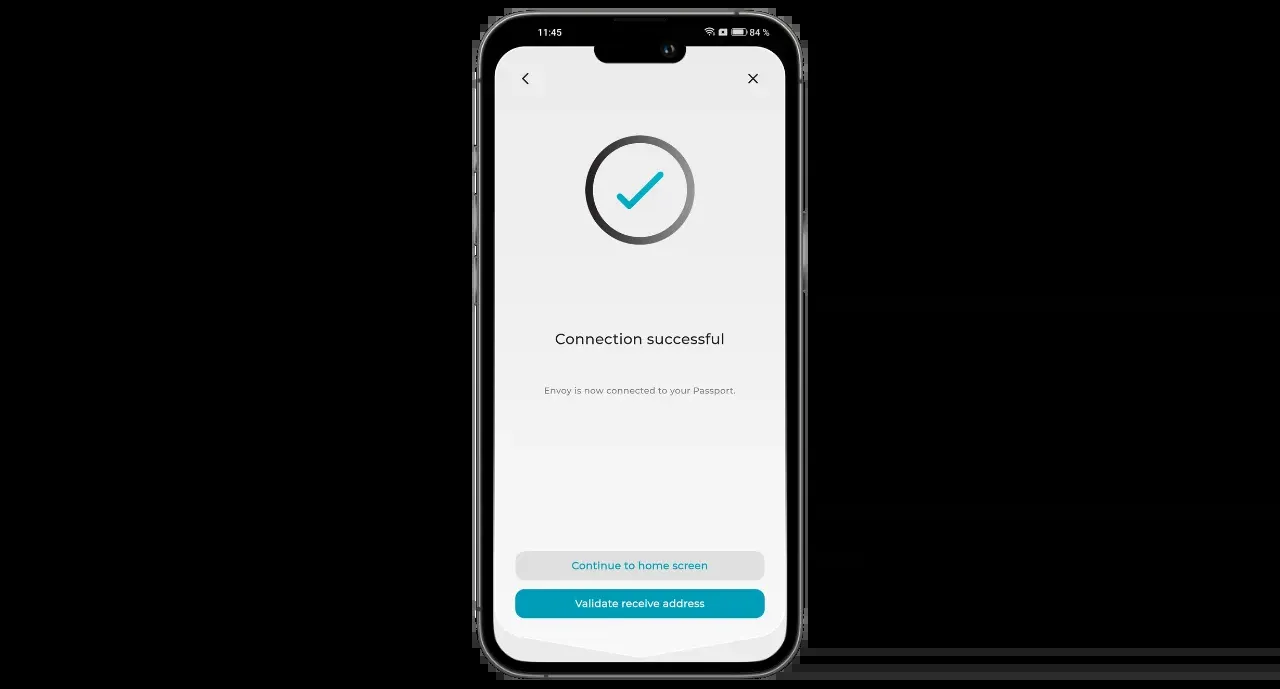 11:45
84 %
Connection successful
Envoy is now connected to your Passport.
Continue to home screen
Validate receive address